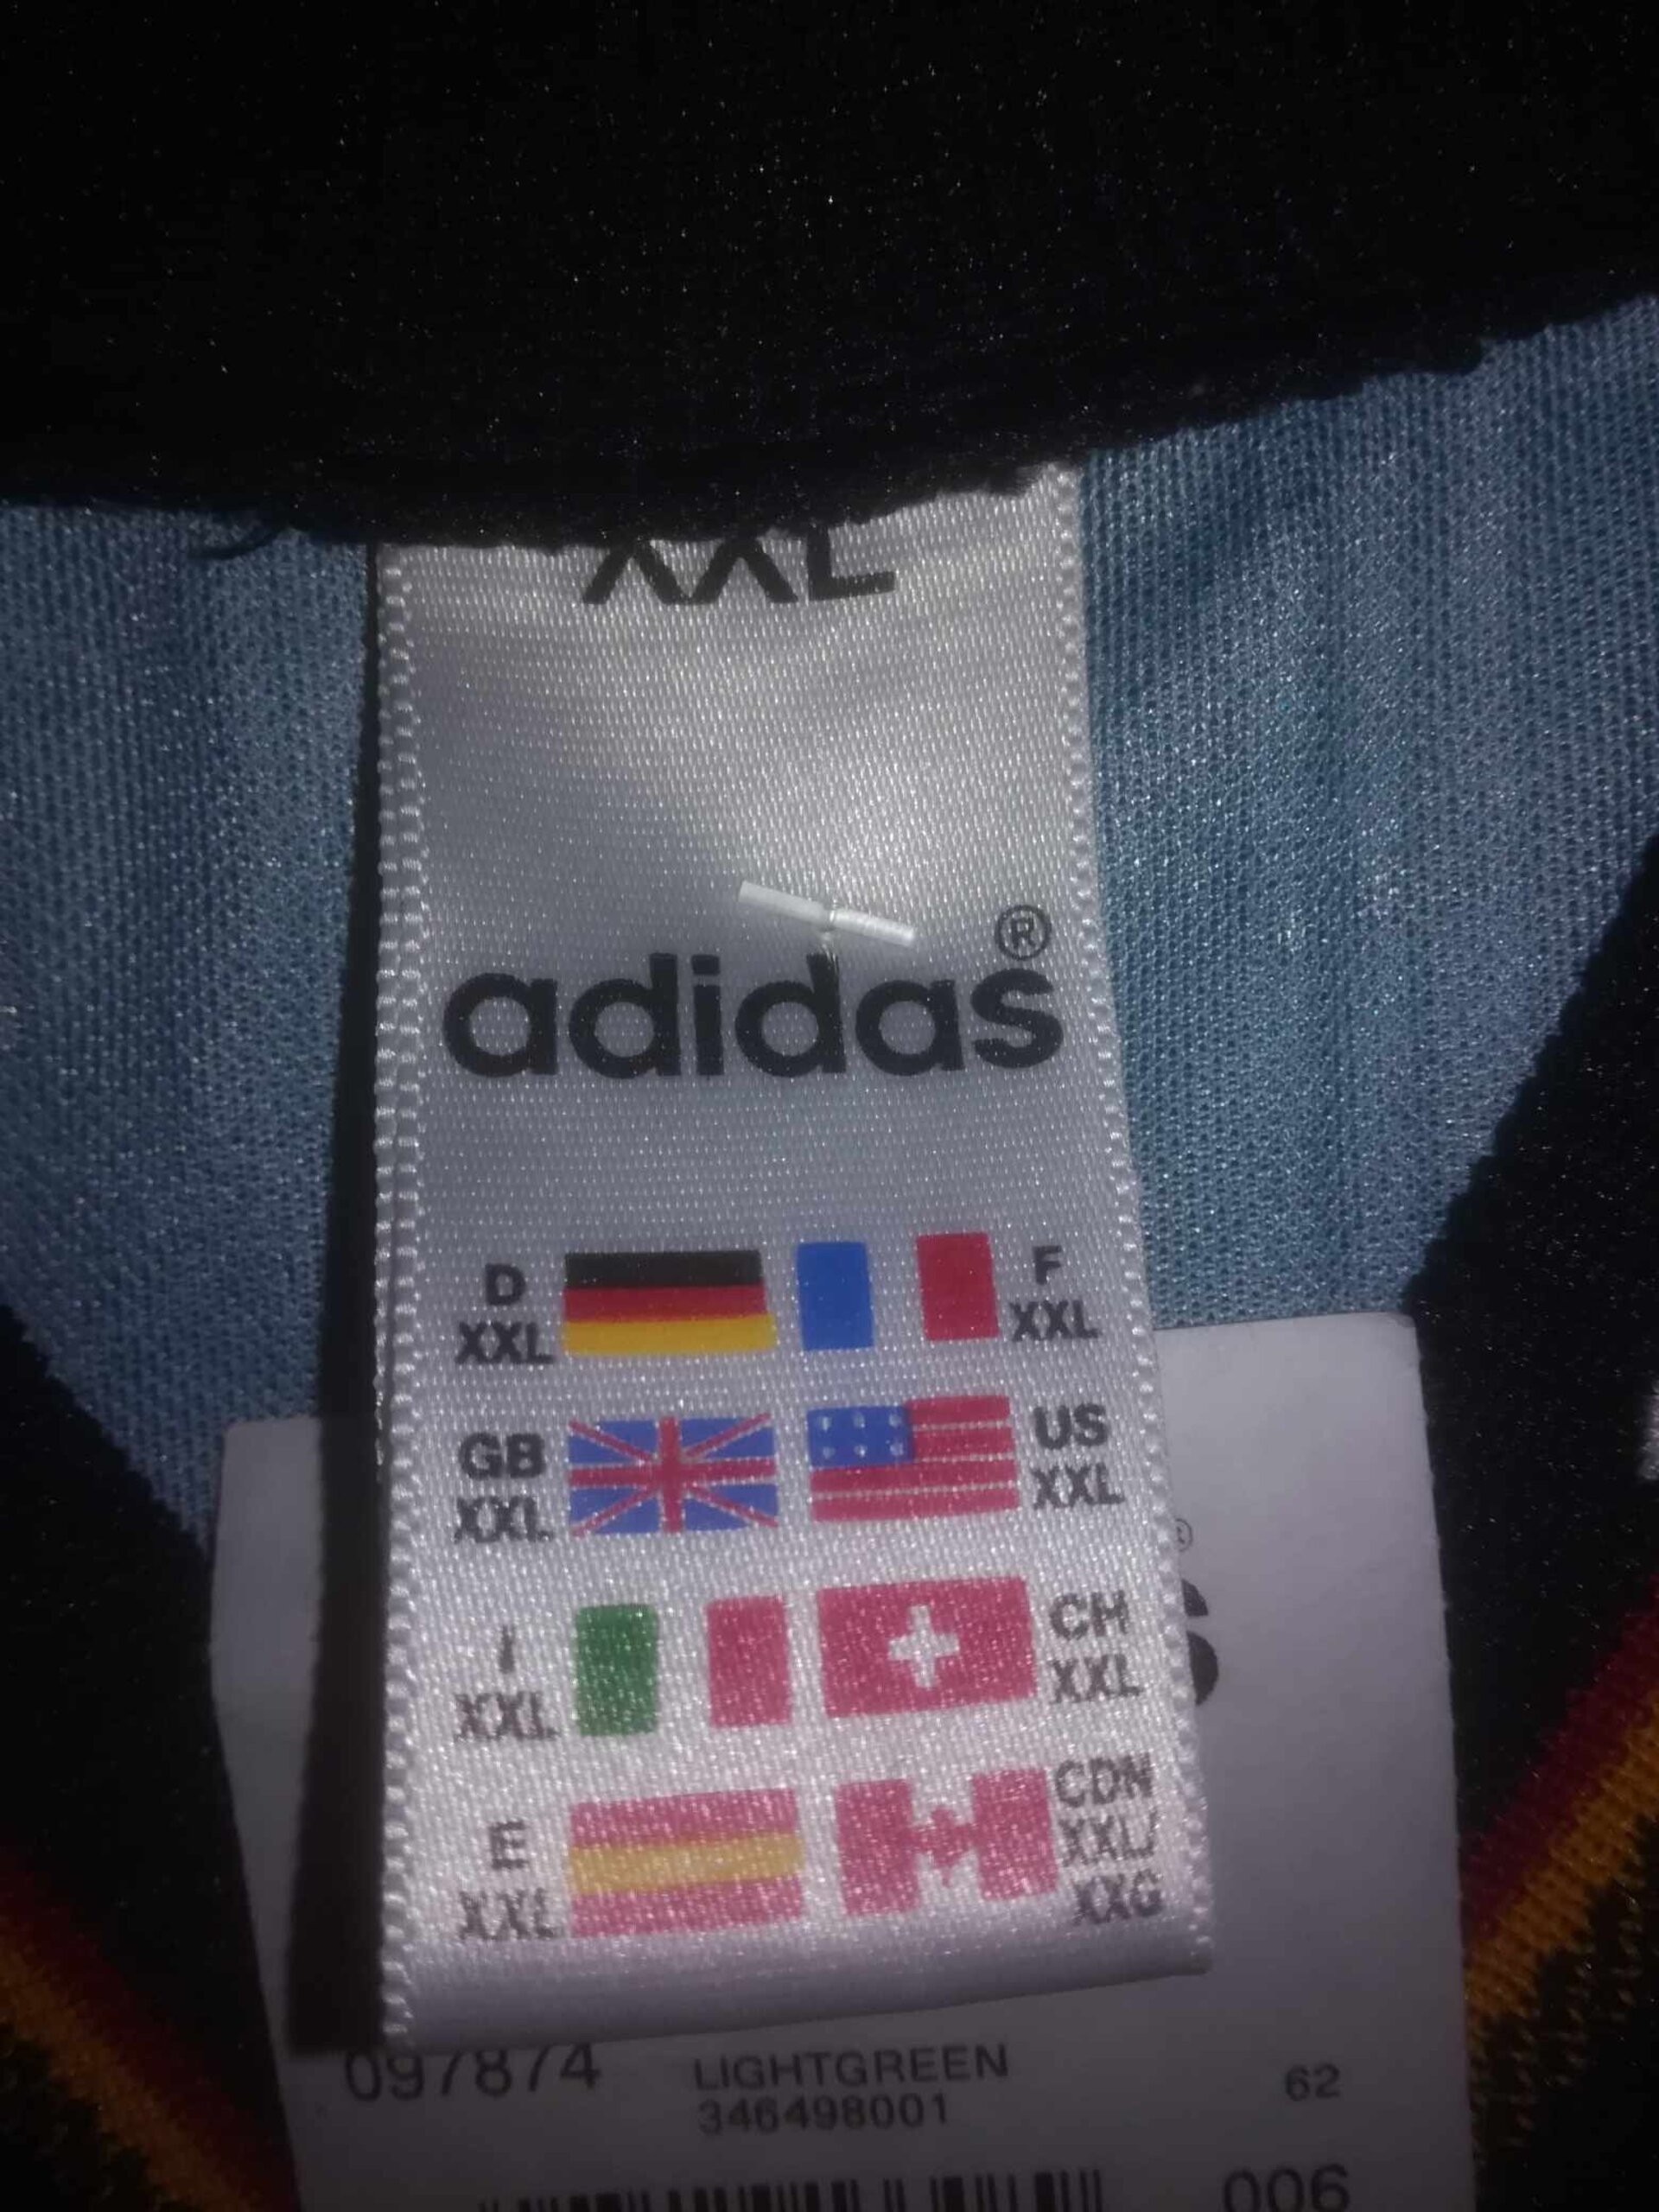 XXL
adidas®
D
XXL
F
XXL
GB
XXL
US
XXL
I
XXL
CH
XXL
E
XXL
CDN
XXL/
XXG
®
s
097874 LIGHTGREEN 62
346498001
006